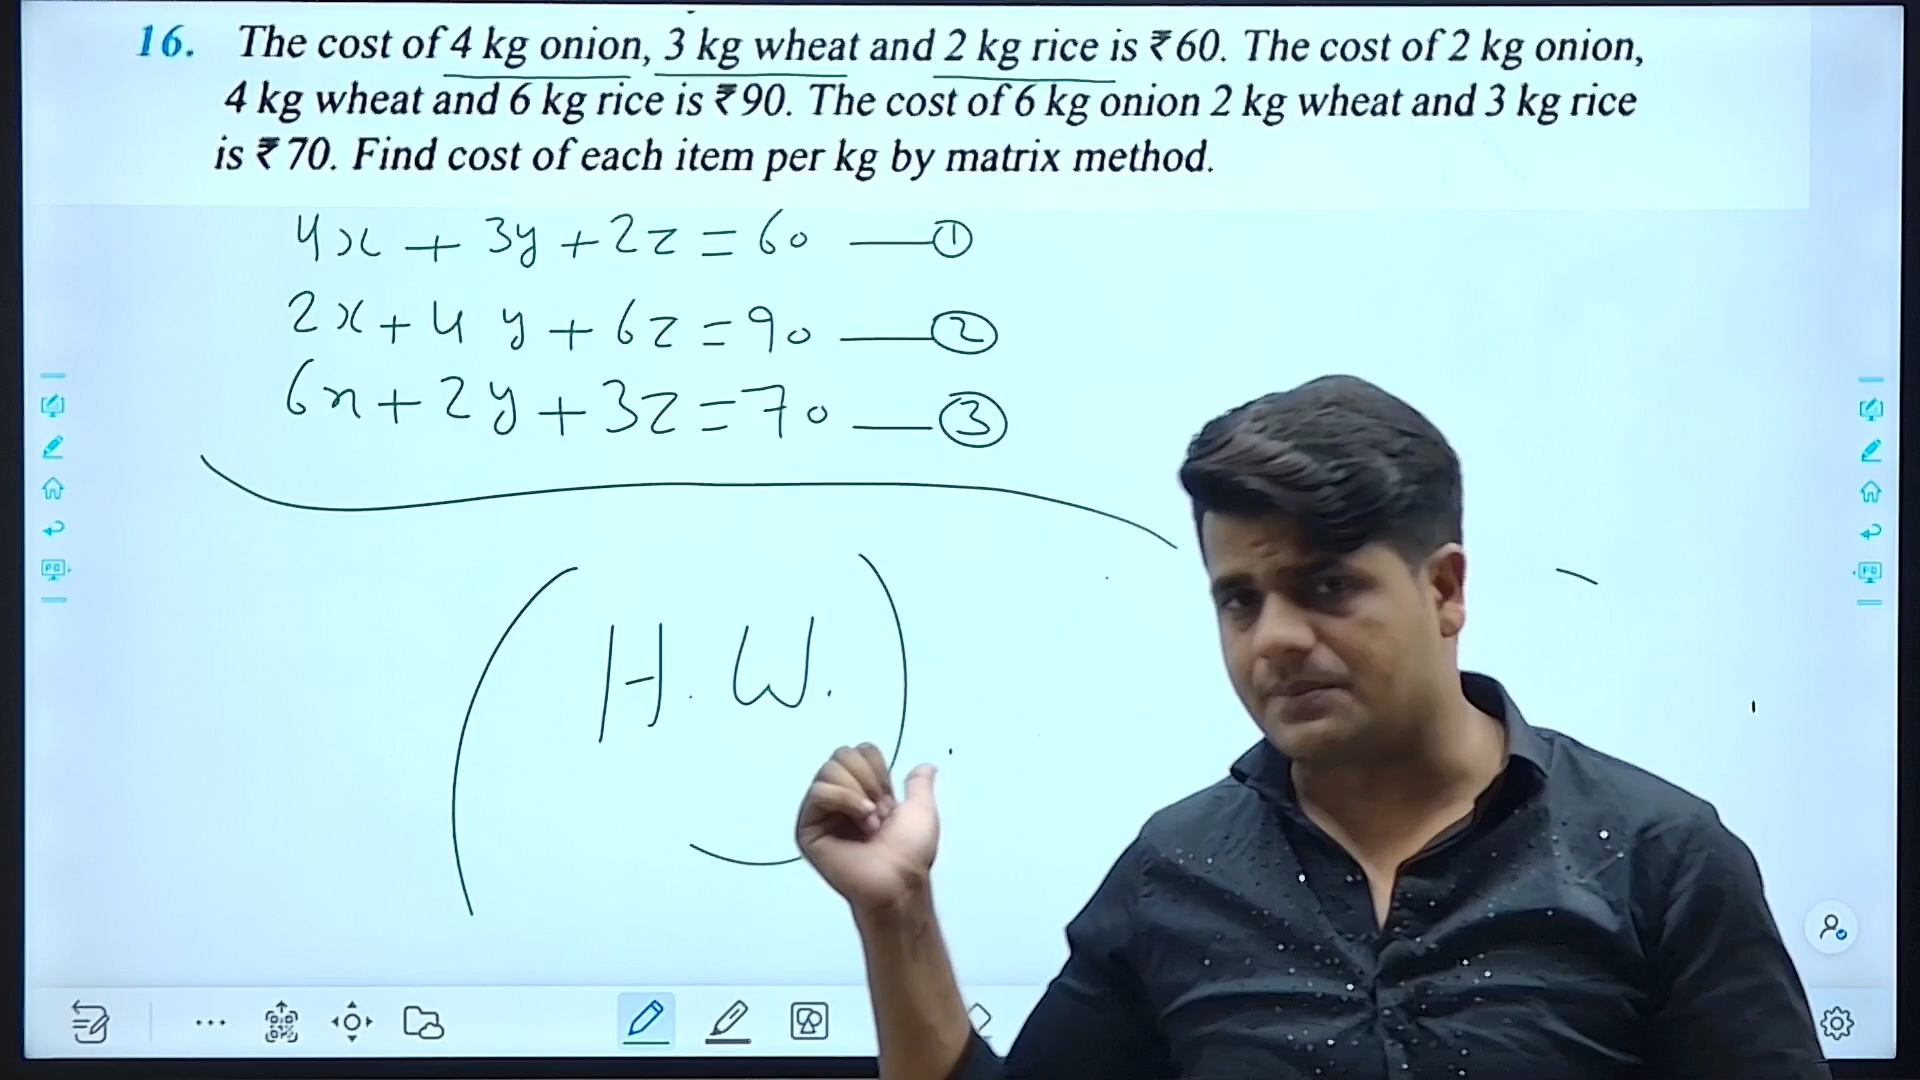 16. The cost of 4 kg onion, 3 kg wheat and 2 kg rice is ₹60. The cost of 2 kg onion,
4 kg wheat and 6 kg rice is ₹90. The cost of 6 kg onion 2 kg wheat and 3 kg rice
is ₹70. Find cost of each item per kg by matrix method.
4x + 3y + 2z = 60 —①
2x + 4y + 6z = 90 —②
6x + 2y + 3z = 70 —③
(H.W.)